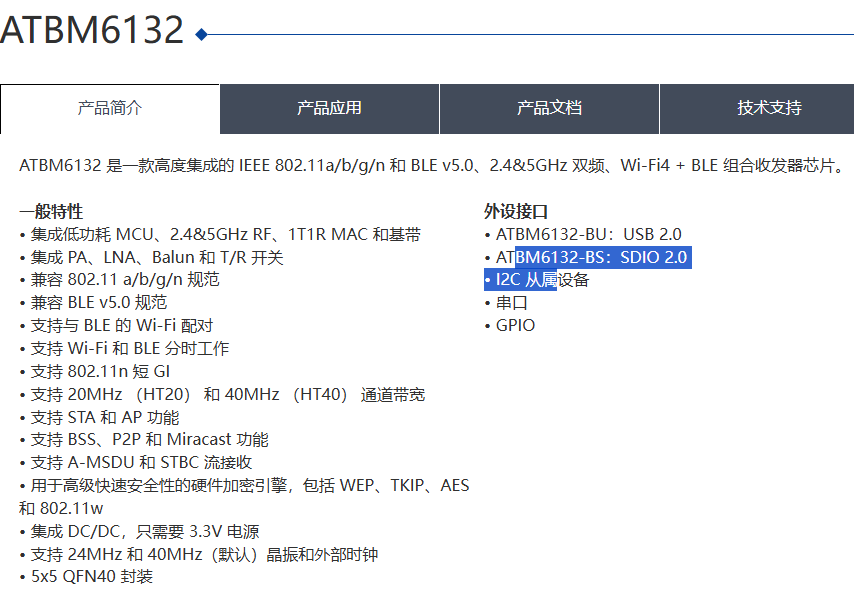 ATBM6132
产品简介
产品应用
产品文档
技术支持
ATBM6132 是一款高度集成的 IEEE 802.11a/b/g/n 和 BLE v5.0、2.4&5GHz 双频、Wi-Fi4 + BLE 组合收发器芯片。
一般特性
• 集成低功耗 MCU、2.4&5GHz RF、1T1R MAC 和基带
• 集成 PA、LNA、Balun 和 T/R 开关
• 兼容 802.11 a/b/g/n 规范
• 兼容 BLE v5.0 规范
• 支持与 BLE 的 Wi-Fi 配对
• 支持 Wi-Fi 和 BLE 分时工作
• 支持 802.11n 短 GI
• 支持 20MHz （HT20） 和 40MHz （HT40） 通道带宽
• 支持 STA 和 AP 功能
• 支持 BSS、P2P 和 Miracast 功能
• 支持 A-MSDU 和 STBC 流接收
• 用于高级快速安全性的硬件加密引擎，包括 WEP、TKIP、AES
和 802.11w
• 集成 DC/DC，只需要 3.3V 电源
• 支持 24MHz 和 40MHz（默认）晶振和外部时钟
• 5x5 QFN40 封装
外设接口
• ATBM6132-BU：USB 2.0
• ATBM6132-BS：SDIO 2.0
• I2C 从属设备
• 串口
• GPIO